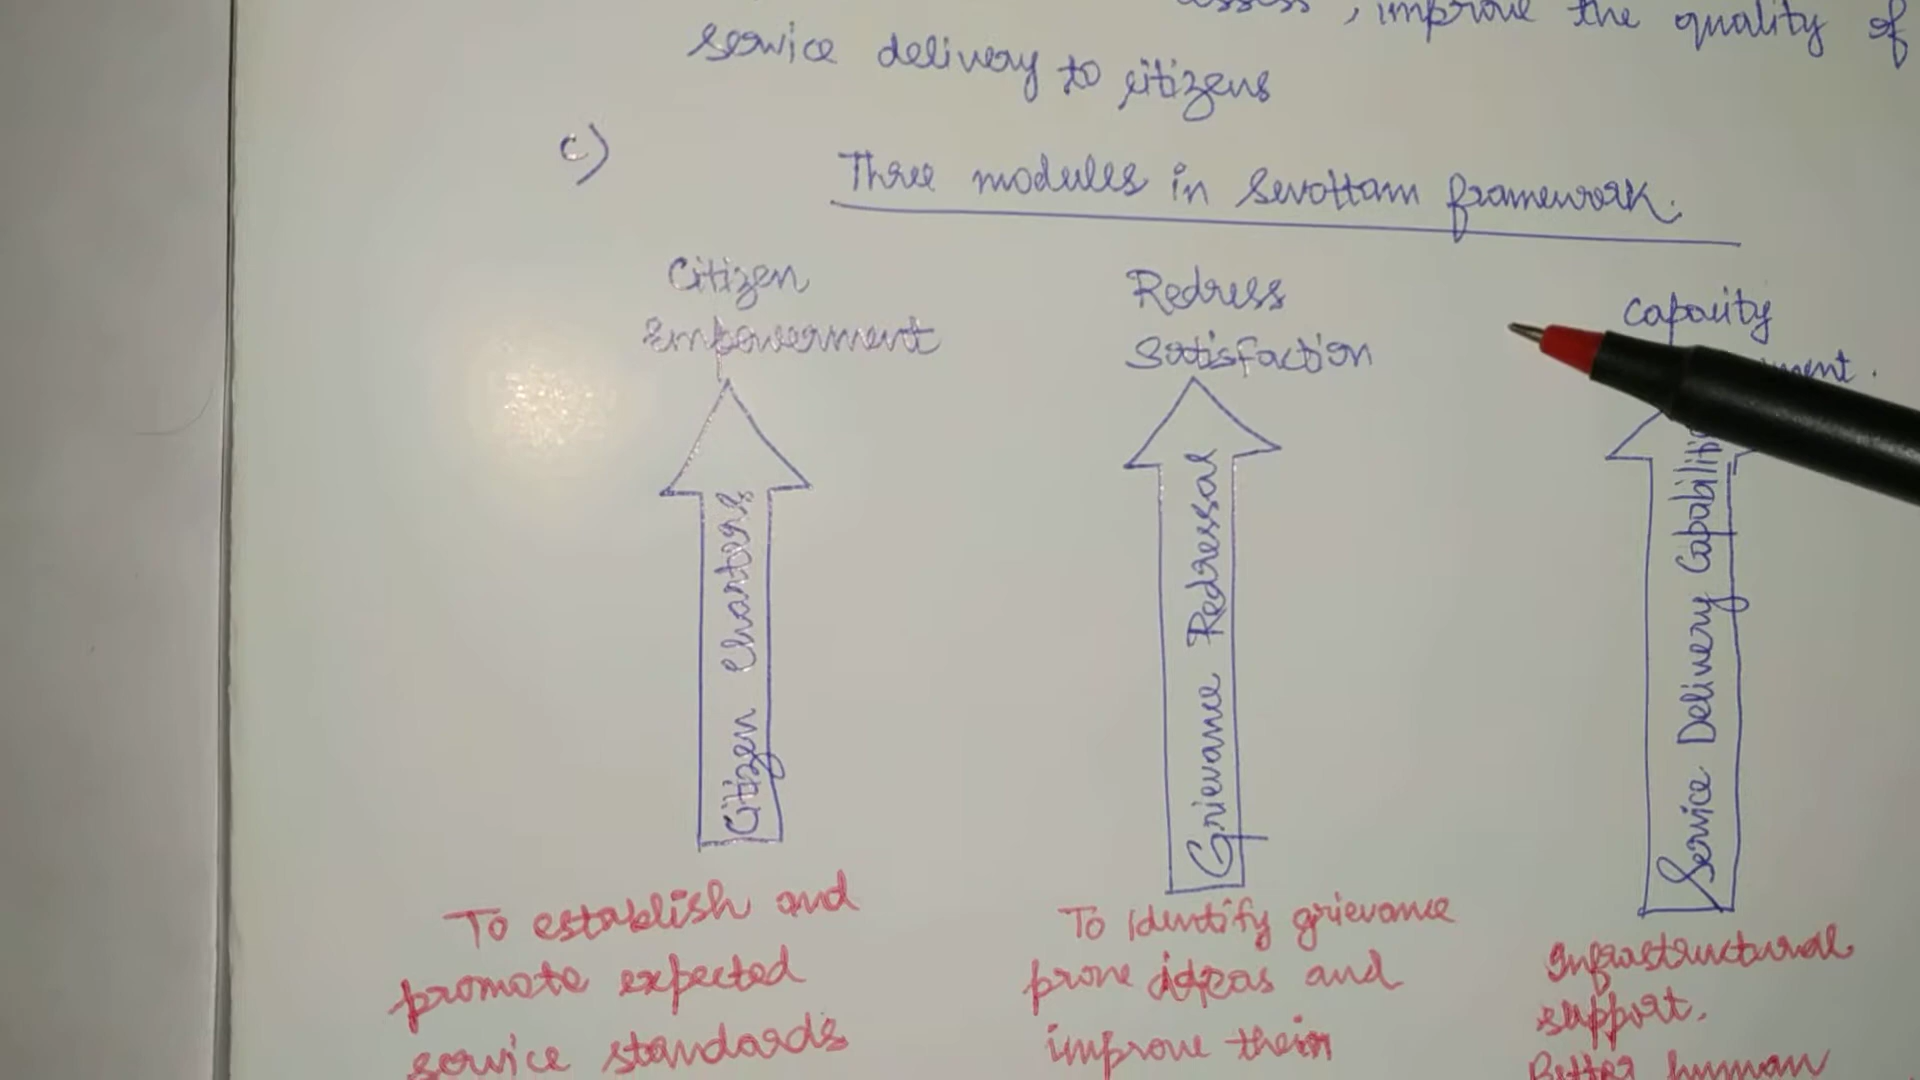 , improve the quality of
service delivery to citizens
c)
Three modules in Sevottam framework.
Citizen
Empowerment
Citizen Charters
To establish and
promote expected
service standards
Redress
Satisfaction
Grievance Redressal
To identify grievance
prone ideas and
improve them
Capacity
Service Delivery
Infrastructural
support.
Better human